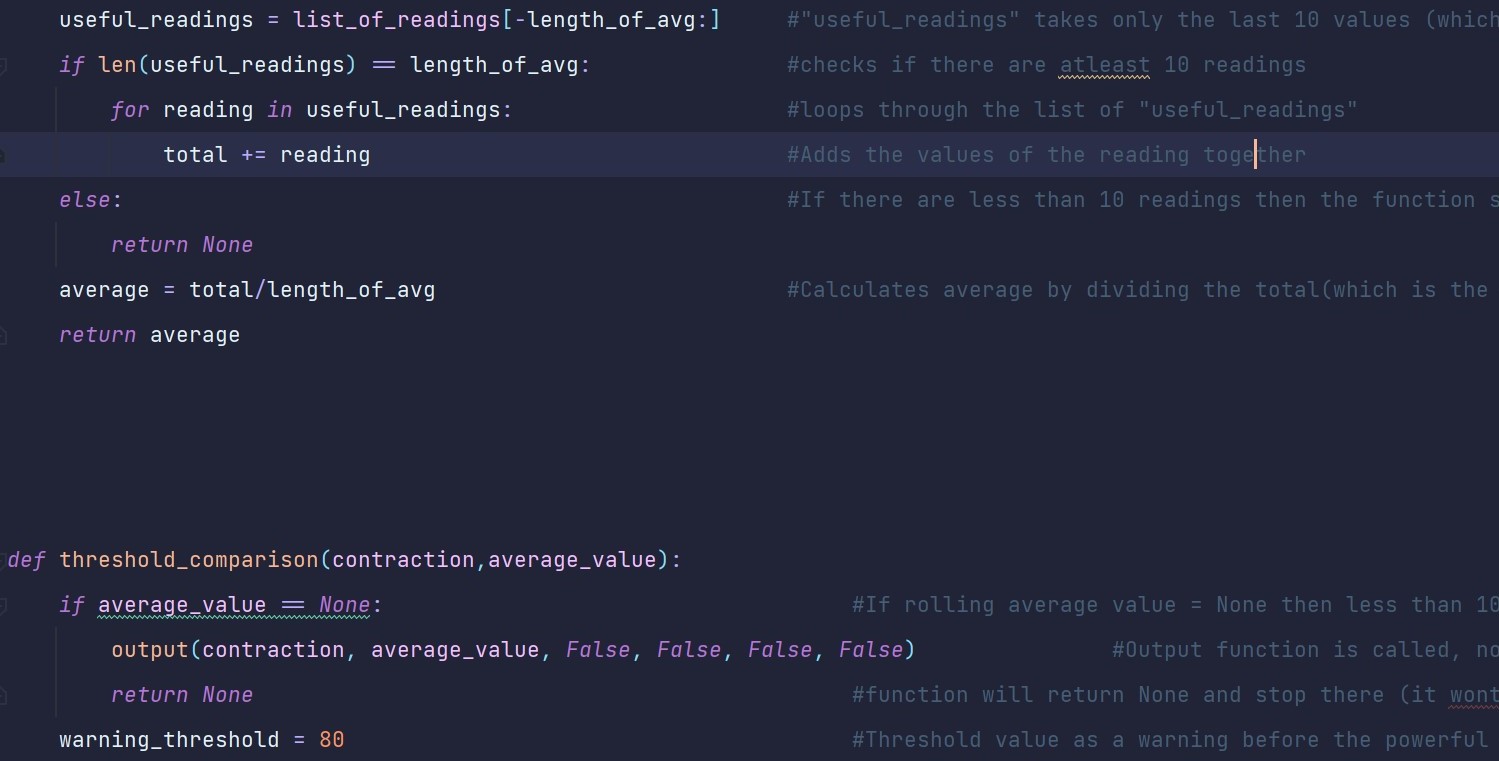 useful_readings = list_of_readings[-length_of_avg:] #"useful_readings" takes only the last 10 values (which
if len(useful_readings) == length_of_avg: #checks if there are atleast 10 readings
for reading in useful_readings: #loops through the list of "useful_readings"
total += reading #Adds the values of the reading together
else: #If there are less than 10 readings then the function s
return None
average = total/length_of_avg #Calculates average by dividing the total(which is the
return average
def threshold_comparison(contraction,average_value):
if average_value == None: #If rolling average value = None then less than 10
output(contraction, average_value, False, False, False, False) #Output function is called, no
return None #function will return None and stop there (it wont
warning_threshold = 80 #Threshold value as a warning before the powerful